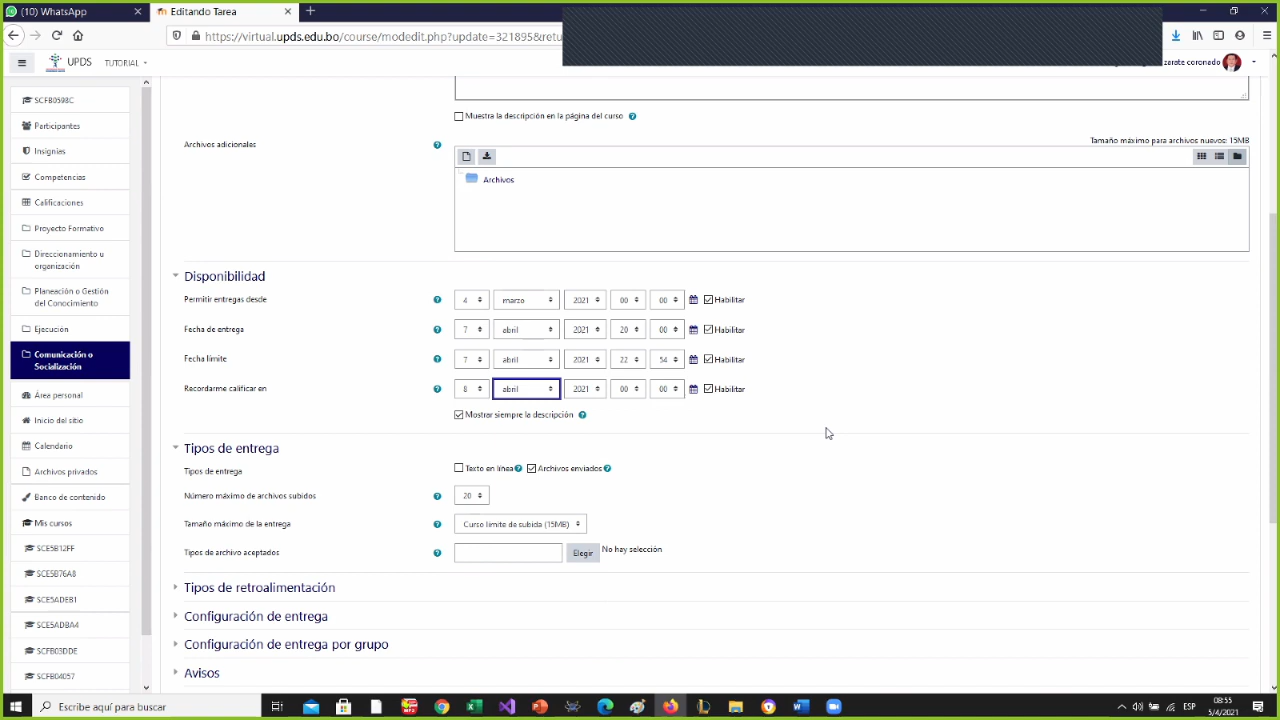 (10) WhatsApp
Editando Tarea
https://virtual.upds.edu.bo/course/modedit.php?update=321895&retu
UPDS
TUTORIAL
zarate coronado
SCFB0598C
Participantes
Insignias
Competencias
Calificaciones
Proyecto Formativo
Direccionamiento u
organización
Planeación o Gestión
del Conocimiento
Ejecución
Comunicación o
Socialización
Área personal
Inicio del sitio
Calendario
Archivos privados
Banco de contenido
Mis cursos
SCE5B12FF
SCE5B76A8
SCE5ADEB1
SCE5ADBA4
SCFB03DDE
SCFB04057
Muestra la descripción en la página del curso
Archivos adicionales
Tamaño máximo para archivos nuevos: 15MB
Archivos
Disponibilidad
Permitir entregas desde 4 marzo 2021 00 00 Habilitar
Fecha de entrega 7 abril 2021 20 00 Habilitar
Fecha límite 7 abril 2021 22 54 Habilitar
Recordarme calificar en 8 abril 2021 00 00 Habilitar
Mostrar siempre la descripción
Tipos de entrega
Tipos de entrega Texto en línea Archivos enviados
Número máximo de archivos subidos 20
Tamaño máximo de la entrega Curso límite de subida (15MB)
Tipos de archivo aceptados Elegir No hay selección
Tipos de retroalimentación
Configuración de entrega
Configuración de entrega por grupo
Avisos
Escribe aquí para buscar
ESP
08:55
5/4/2021